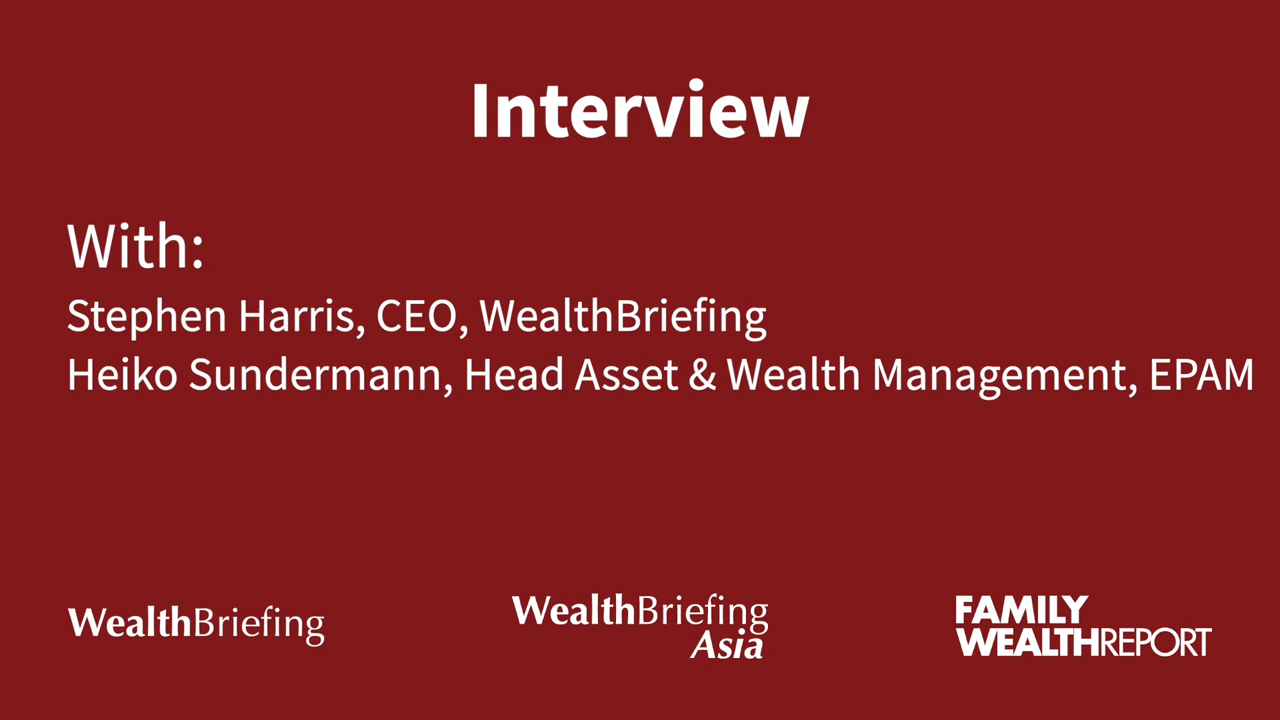 Interview
With:
Stephen Harris, CEO, WealthBriefing
Heiko Sundermann, Head Asset & Wealth Management, EPAM
WealthBriefing
WealthBriefing
Asia
FAMILY
WEALTHREPORT